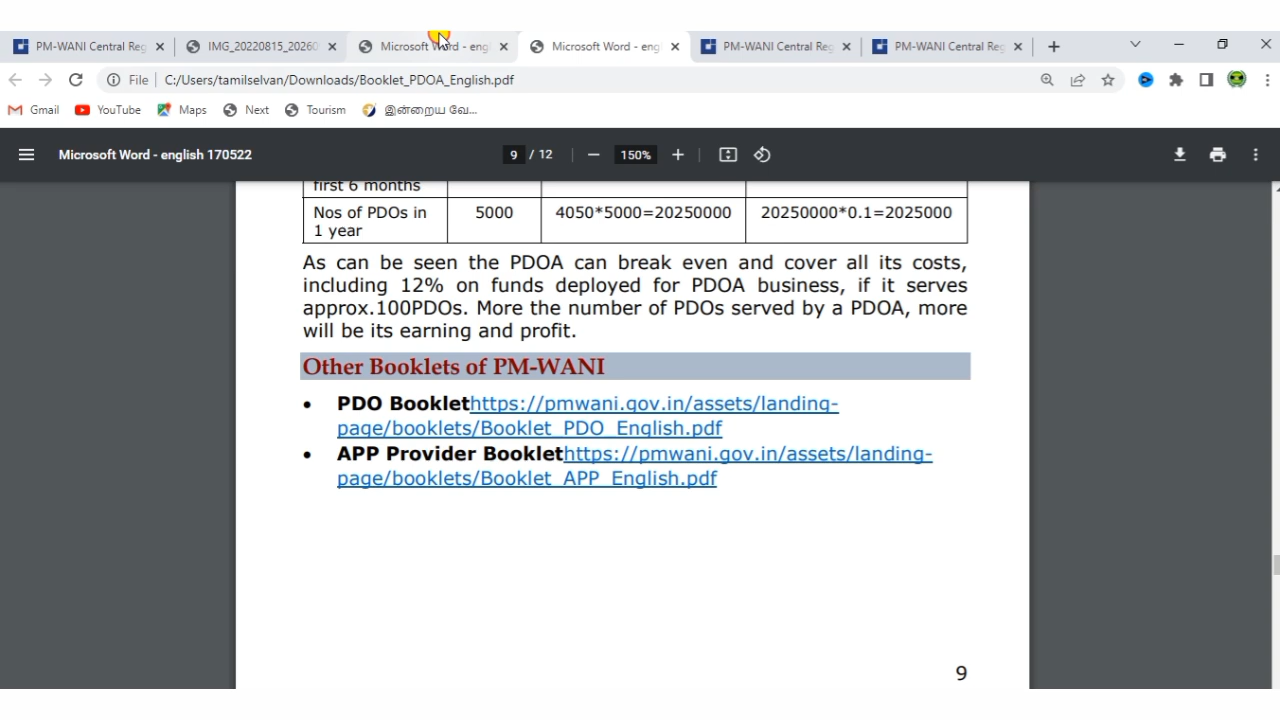 PM-WANI Central Reg
IMG_20220815_20260
Microsoft Word - eng
Microsoft Word - eng
PM-WANI Central Reg
PM-WANI Central Reg
File
C:/Users/tamilselvan/Downloads/Booklet_PDOA_English.pdf
Gmail
YouTube
Maps
Next
Tourism
இன்றைய வே...
Microsoft Word - english 170522
9 / 12
150%
first 6 months
Nos of PDOs in 5000 4050*5000=20250000 20250000*0.1=2025000
1 year
As can be seen the PDOA can break even and cover all its costs,
including 12% on funds deployed for PDOA business, if it serves
approx.100PDOs. More the number of PDOs served by a PDOA, more
will be its earning and profit.
Other Booklets of PM-WANI
• PDO Booklethttps://pmwani.gov.in/assets/landing-
page/booklets/Booklet_PDO_English.pdf
• APP Provider Booklethttps://pmwani.gov.in/assets/landing-
page/booklets/Booklet_APP_English.pdf
9